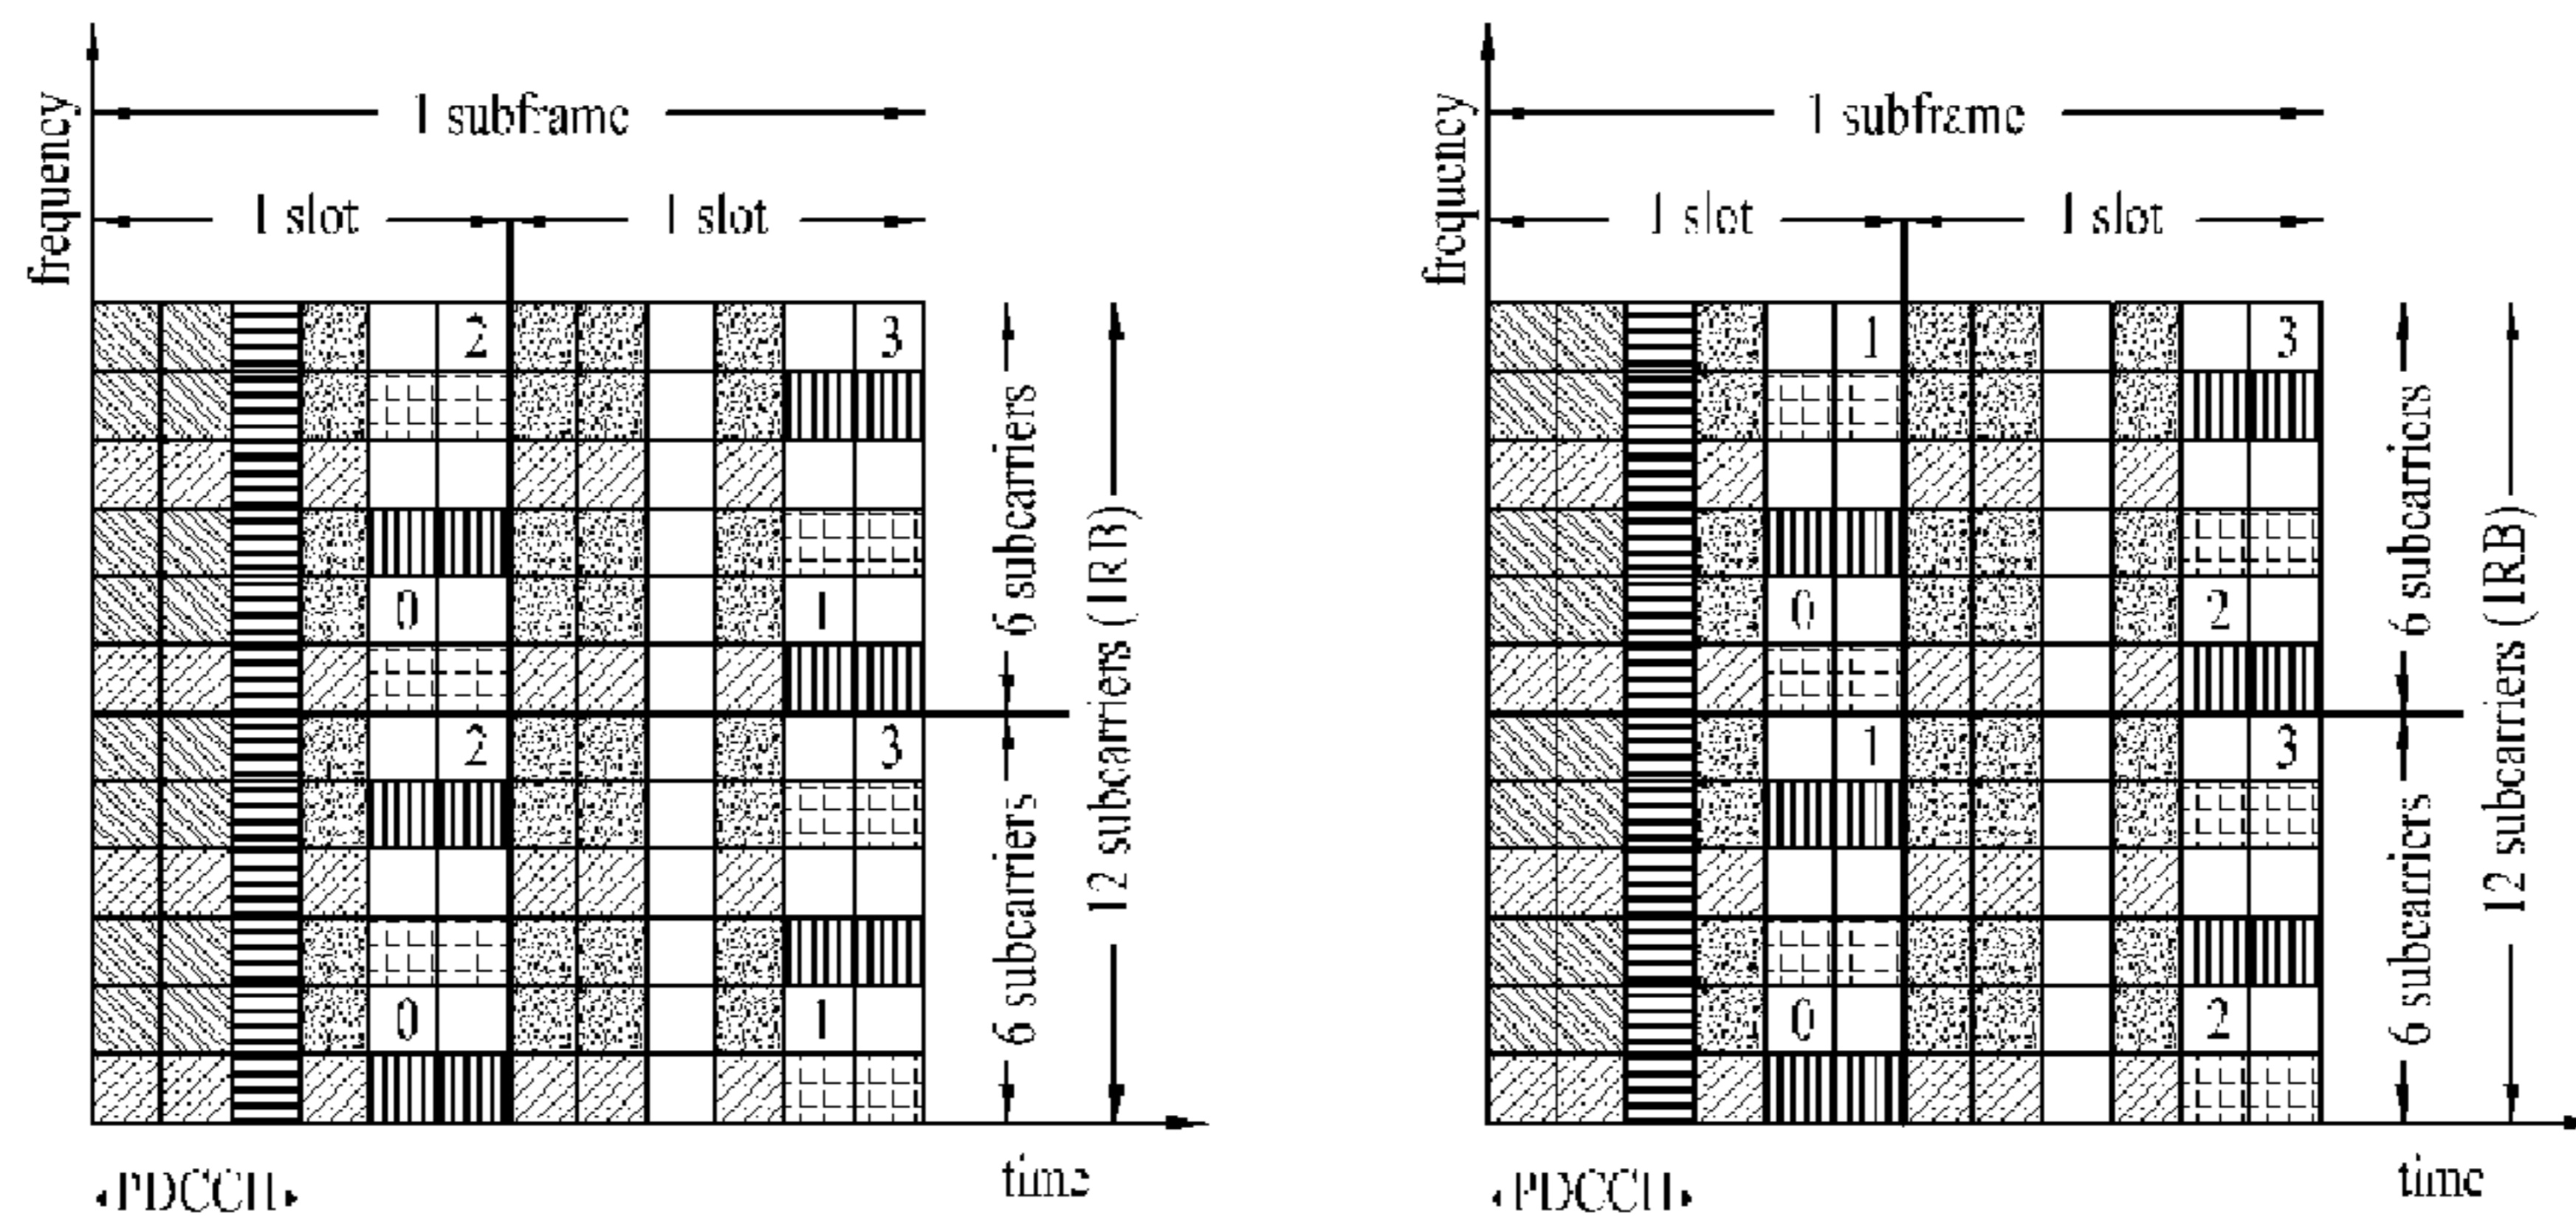 frequency
1 subframe
1 slot 1 slot
2 3
0 1
2 3
0 1
6 subcarriers
6 subcarriers
12 subcarriers (1RB)
PDCCH
time
frequency
1 subframe
1 slot 1 slot
1 3
0 2
1 3
0 2
6 subcarriers
6 subcarriers
12 subcarriers (1RB)
PDCCH
time